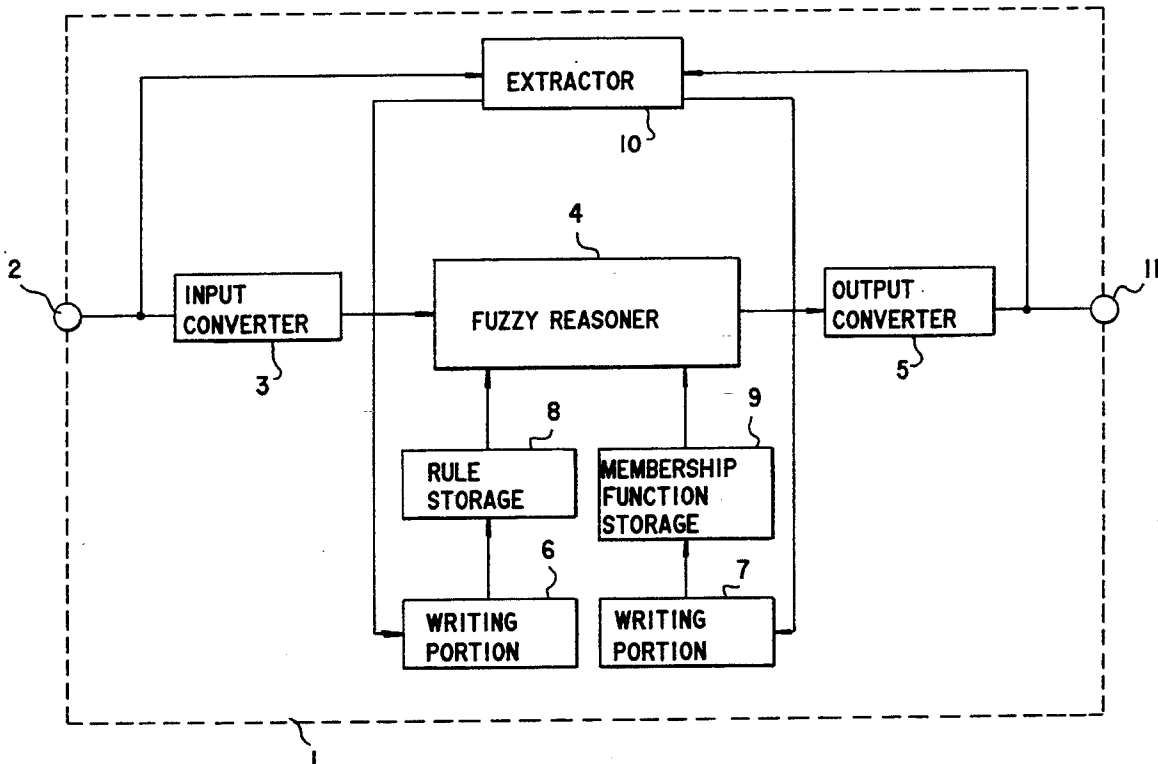 EXTRACTOR
10
4
2
INPUT
CONVERTER
3
FUZZY REASONER
OUTPUT
CONVERTER
5
11
8
RULE
STORAGE
9
MEMBERSHIP
FUNCTION
STORAGE
6
WRITING
PORTION
7
WRITING
PORTION
1